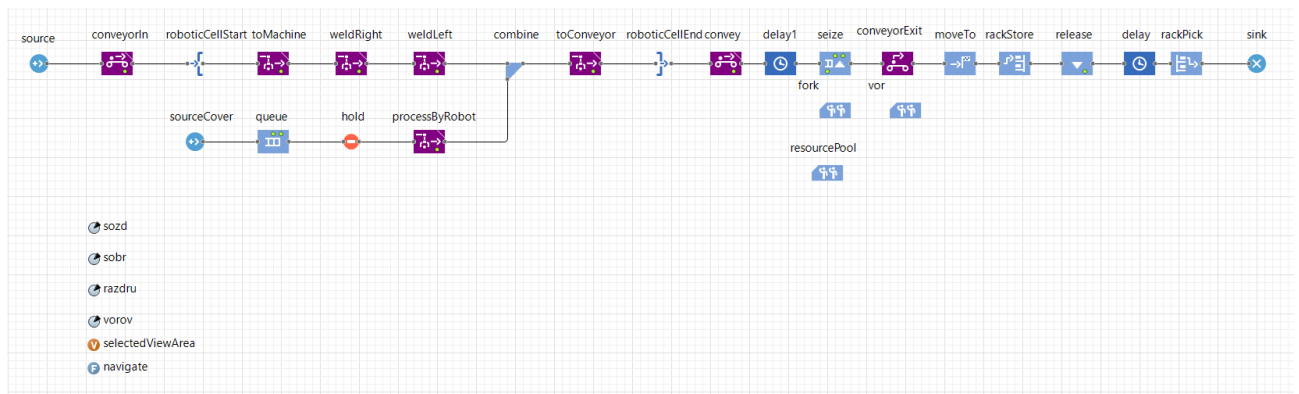 source conveyorIn roboticCellStart toMachine weldRight weldLeft combine toConveyor roboticCellEnd convey delay1 seize conveyorExit moveTo rackStore release delay rackPick sink
fork vor
sourceCover queue hold processByRobot
resourcePool
sozd
sobr
razdru
vorov
V selectedViewArea
F navigate